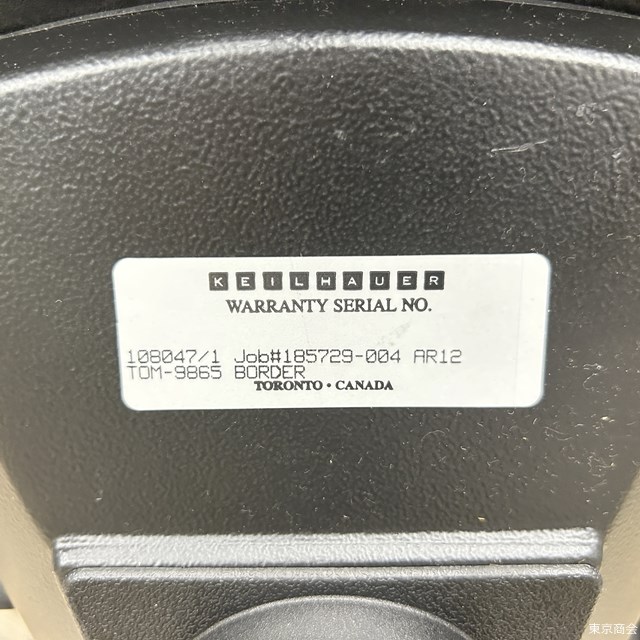 KEILHAUER
WARRANTY SERIAL NO.
108047/1 Job#185729-004 AR12
TOM-9865 BORDER
TORONTO • CANADA
東京商会